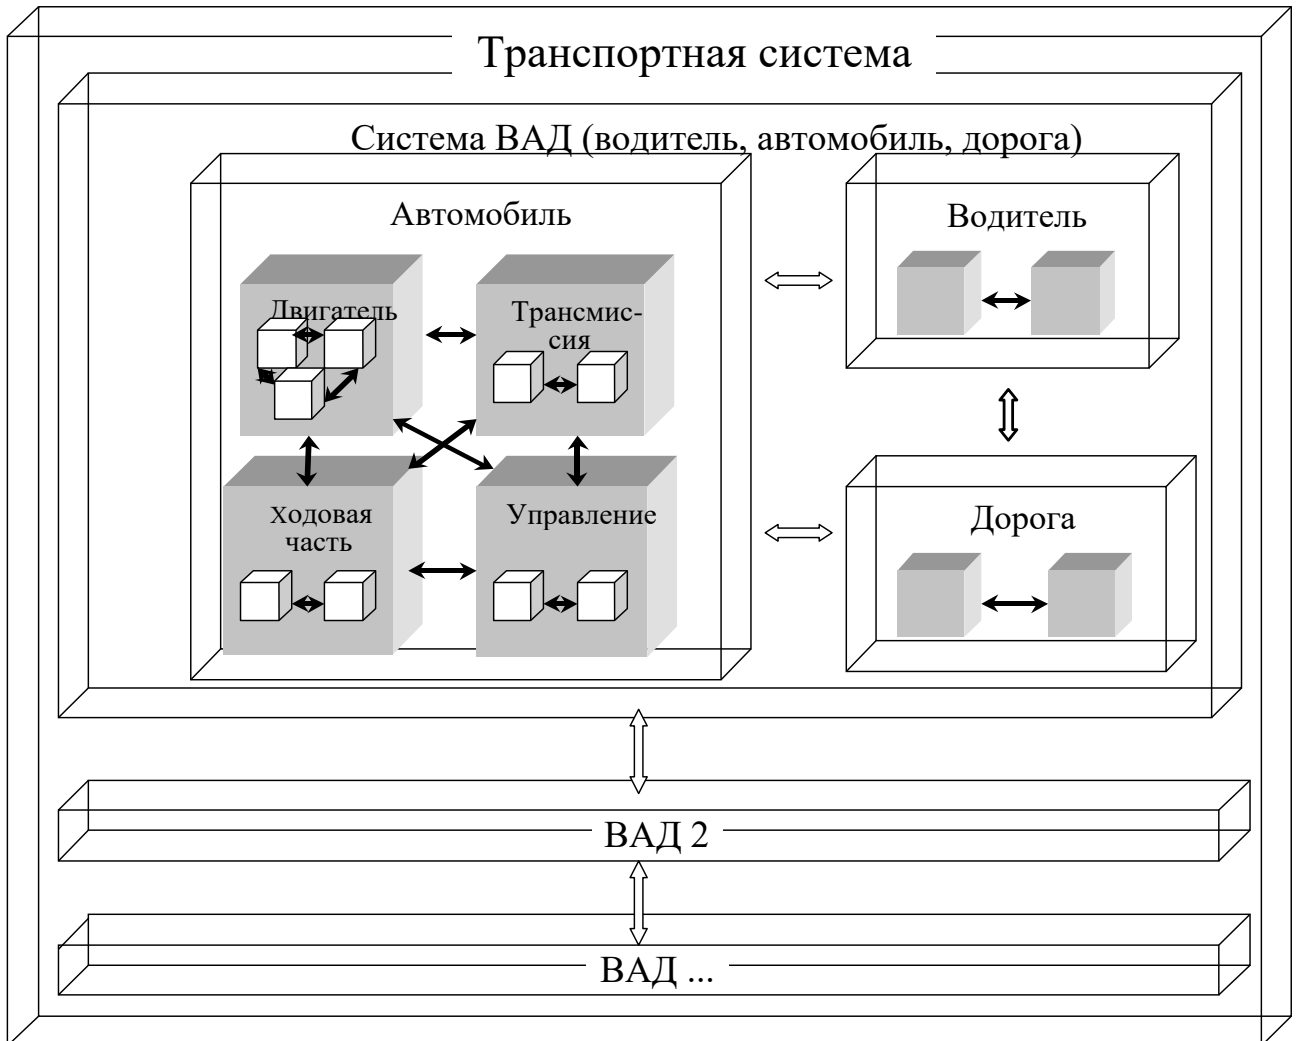 Транспортная система
Система ВАД (водитель, автомобиль, дорога)
Автомобиль
Водитель
Двигатель
Трансмис-
сия
Ходовая
часть
Управление
Дорога
ВАД 2
ВАД ...